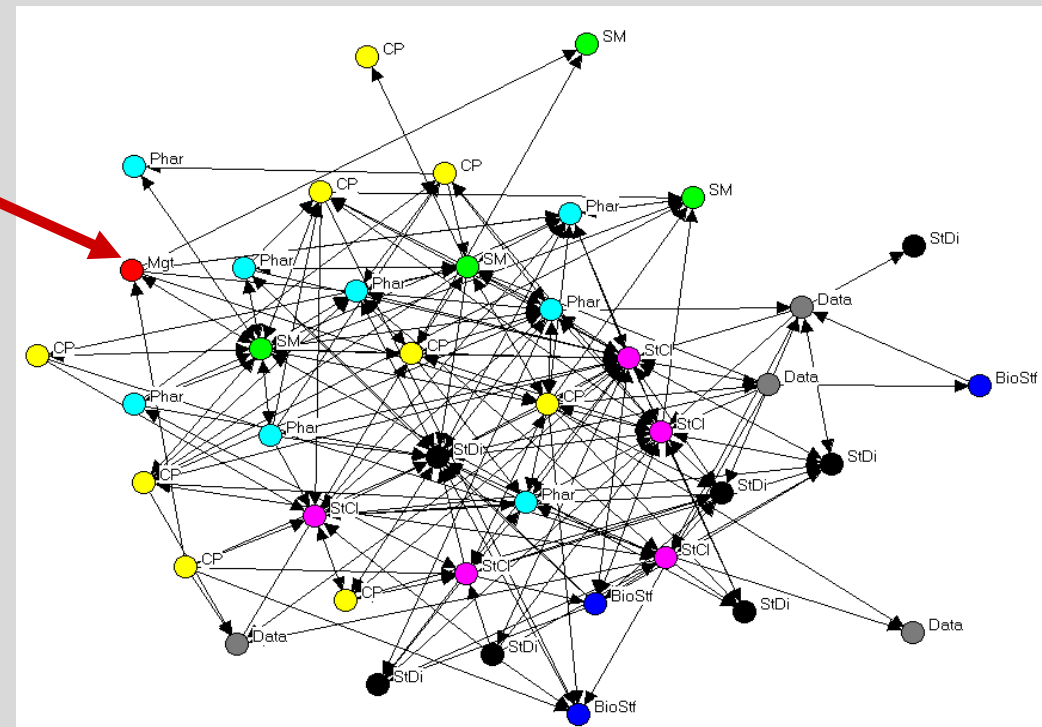 SM
CP
Phar
CP
CP
SM
Phar
StDi
Mgt
Phar
SM
Phar
Phar
Data
SM
CP
CP
StCl
Data
BioStf
Phar
CP
Phar
StCl
StDi
StDi
CP
StDi
Phar
StCl
StCl
CP
StCl
CP
BioStf
StDi
Data
Data
StDi
StDi
BioStf